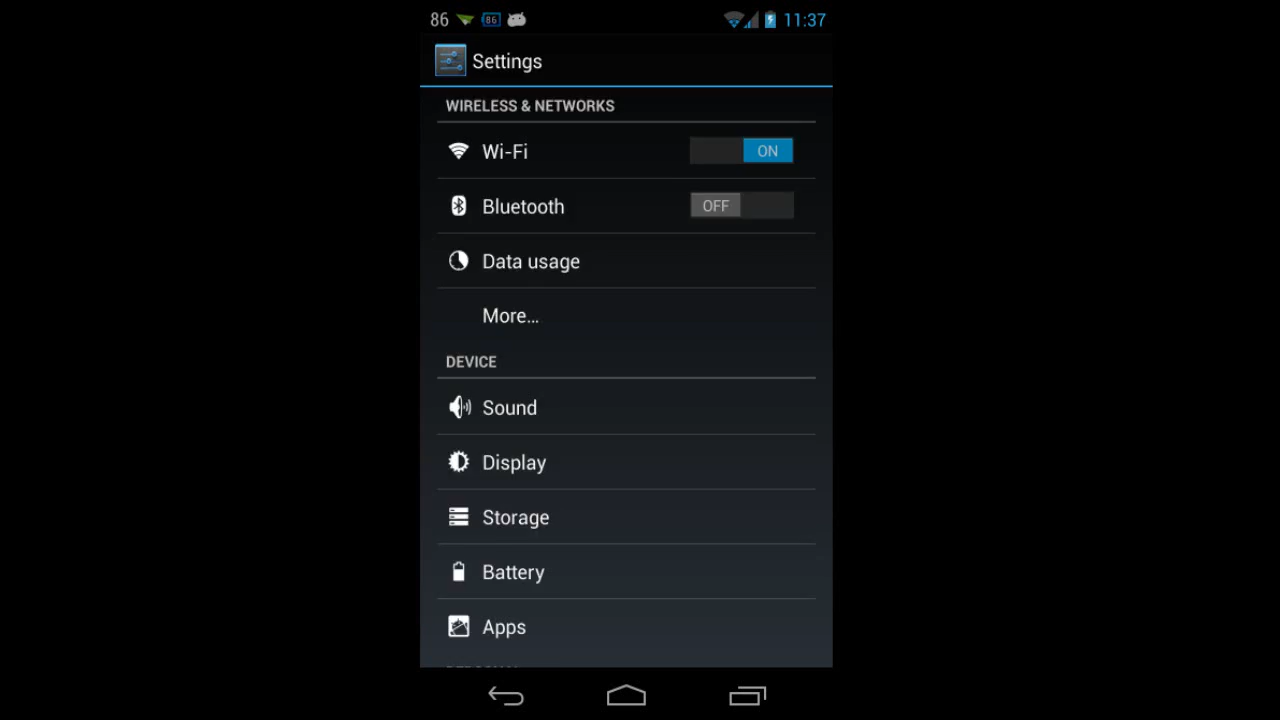 86 86 11:37
Settings
WIRELESS & NETWORKS
Wi-Fi ON
Bluetooth OFF
Data usage
More...
DEVICE
Sound
Display
Storage
Battery
Apps